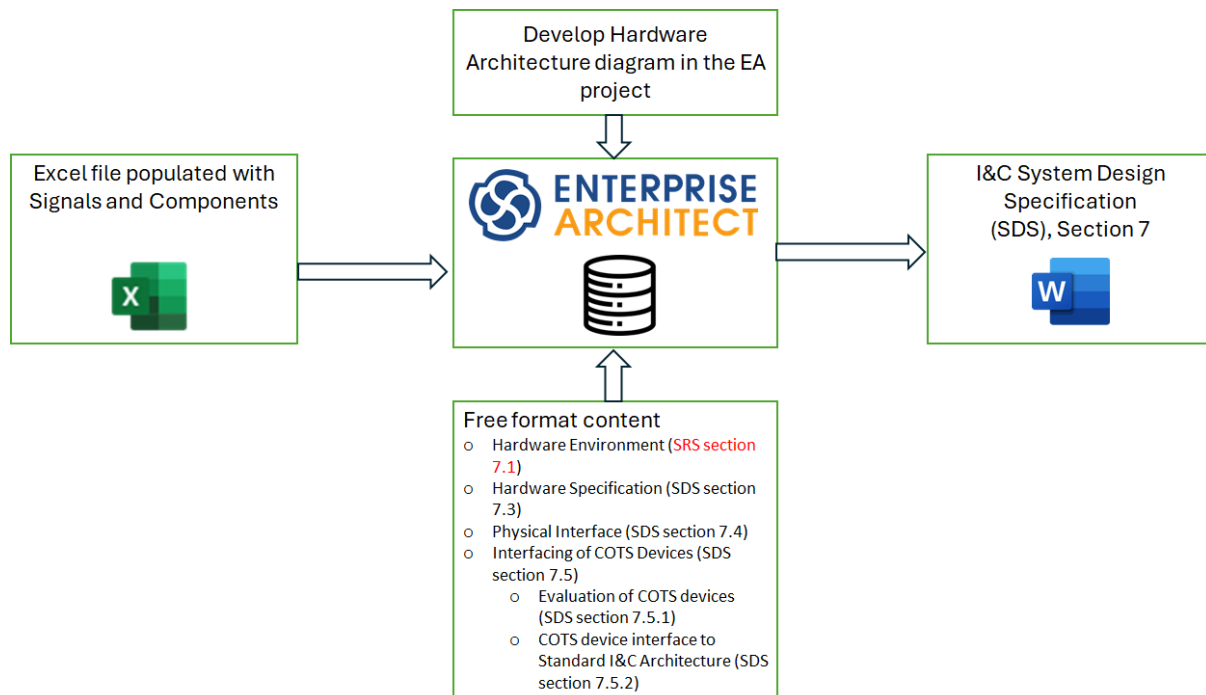 Develop Hardware
Architecture diagram in the EA
project
Excel file populated with
Signals and Components
X
ENTERPRISE
ARCHITECT
I&C System Design
Specification
(SDS), Section 7
W
Free format content
o Hardware Environment (SRS section
7.1)
o Hardware Specification (SDS section
7.3)
o Physical Interface (SDS section 7.4)
o Interfacing of COTS Devices (SDS
section 7.5)
o Evaluation of COTS devices
(SDS section 7.5.1)
o COTS device interface to
Standard I&C Architecture (SDS
section 7.5.2)